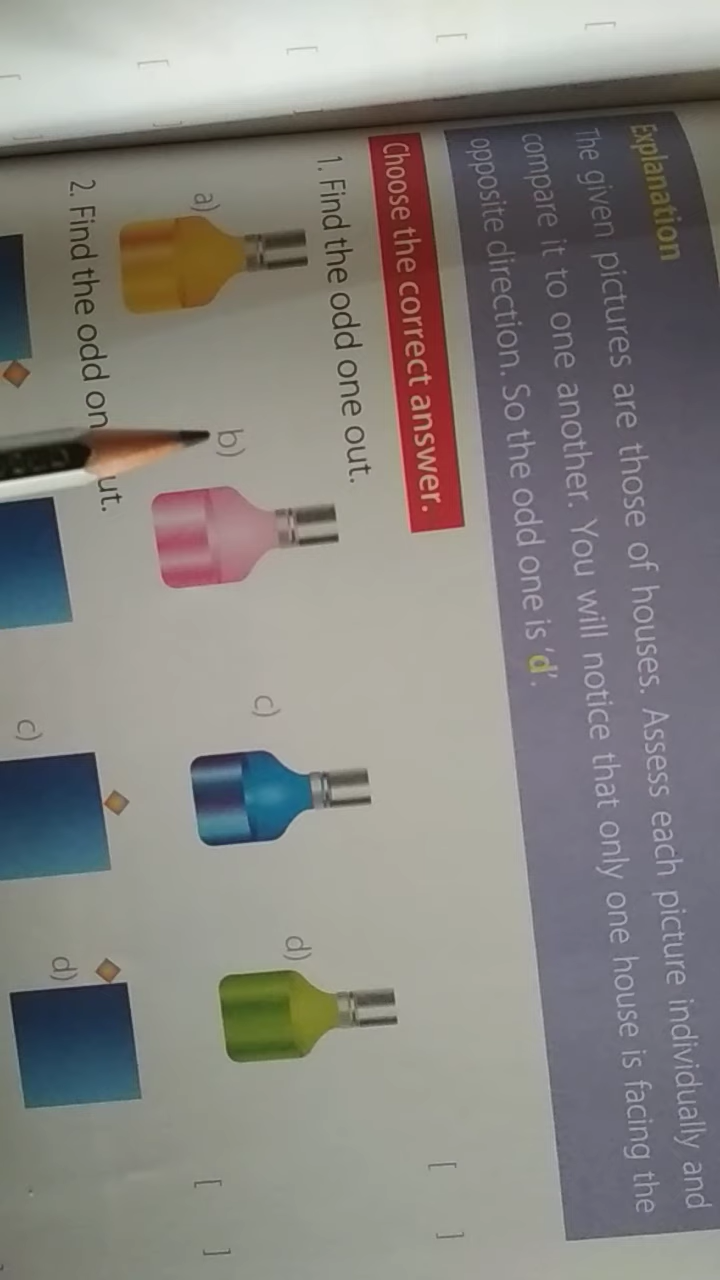 Explanation
The given pictures are those of houses. Assess each picture individually and
compare it to one another. You will notice that only one house is facing the
opposite direction. So the odd one is 'd'.
Choose the correct answer.
1. Find the odd one out.
[ ]
a) b) c) d)
2. Find the odd on ut.
[ ]
c) d)